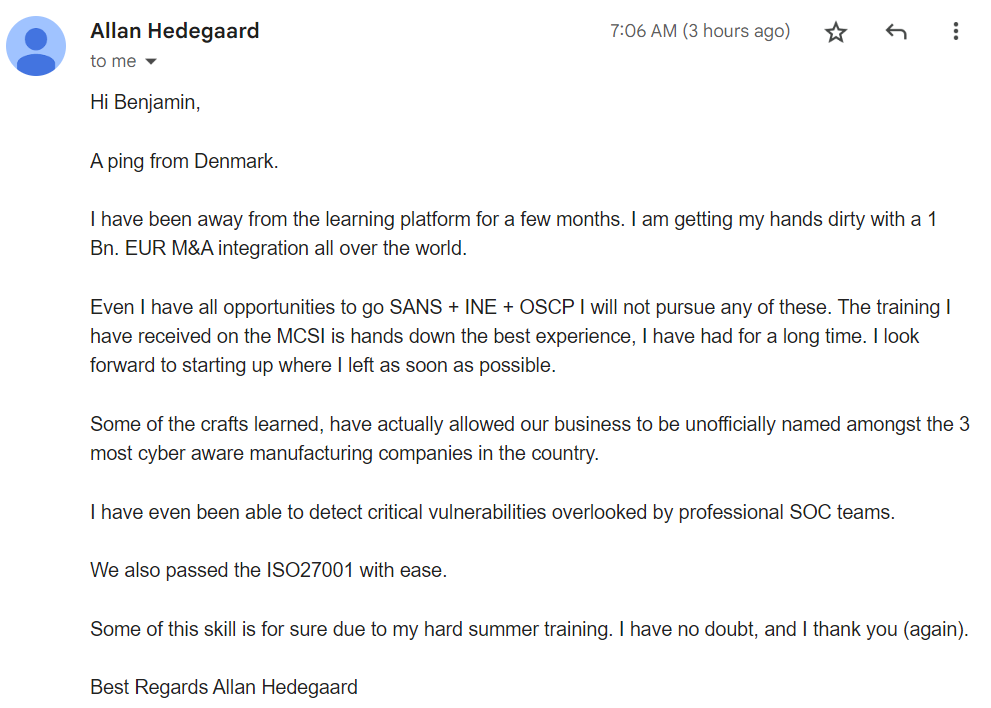 Allan Hedegaard
7:06 AM (3 hours ago)
to me
Hi Benjamin,
A ping from Denmark.
I have been away from the learning platform for a few months. I am getting my hands dirty with a 1
Bn. EUR M&A integration all over the world.
Even I have all opportunities to go SANS + INE + OSCP I will not pursue any of these. The training I
have received on the MCSI is hands down the best experience, I have had for a long time. I look
forward to starting up where I left as soon as possible.
Some of the crafts learned, have actually allowed our business to be unofficially named amongst the 3
most cyber aware manufacturing companies in the country.
I have even been able to detect critical vulnerabilities overlooked by professional SOC teams.
We also passed the ISO27001 with ease.
Some of this skill is for sure due to my hard summer training. I have no doubt, and I thank you (again).
Best Regards Allan Hedegaard